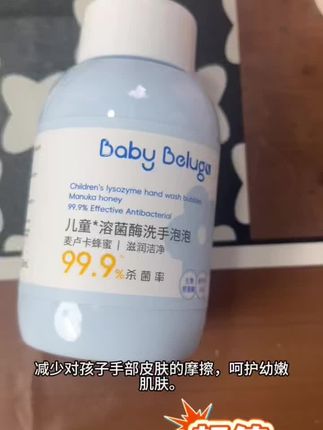 Baby Beluga
Children's lysozyme hand wash bubbles
Manuka honey
99.9% Effective Antibacterial
儿童*溶菌酶洗手泡泡
麦卢卡蜂蜜｜滋润洁净
99.9%杀菌率
减少对孩子手部皮肤的摩擦，呵护幼嫩
肌肤。